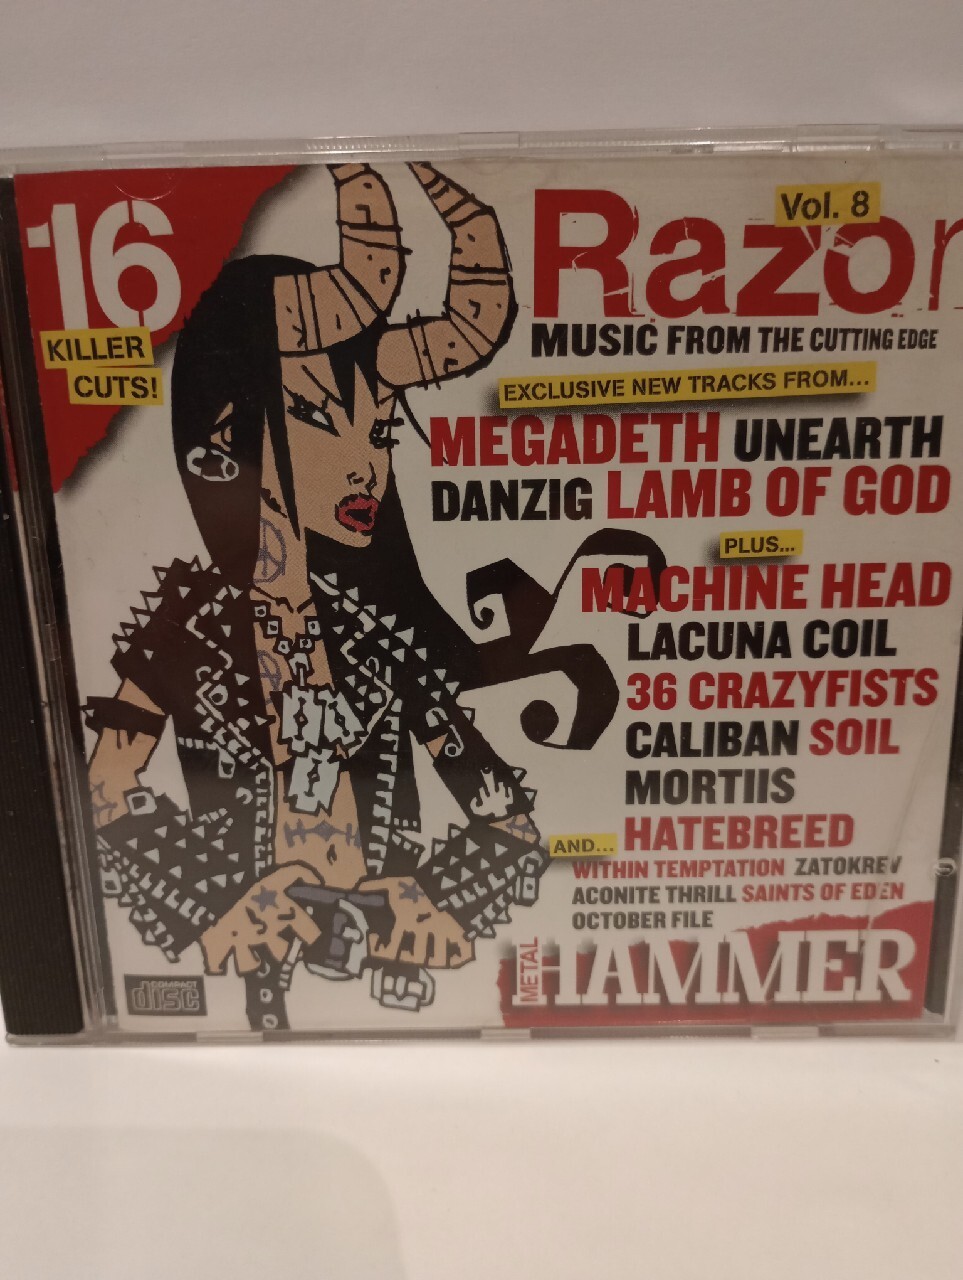 16
KILLER
CUTS!
Vol. 8
Razor
MUSIC FROM THE CUTTING EDGE
EXCLUSIVE NEW TRACKS FROM...
MEGADETH UNEARTH
DANZIG LAMB OF GOD
PLUS...
MACHINE HEAD
LACUNA COIL
36 CRAZYFISTS
CALIBAN SOIL
MORTIIS
AND... HATEBREED
WITHIN TEMPTATION ZATOKREV
ACONITE THRILL SAINTS OF EDEN
OCTOBER FILE
METAL HAMMER
COMPACT
disc